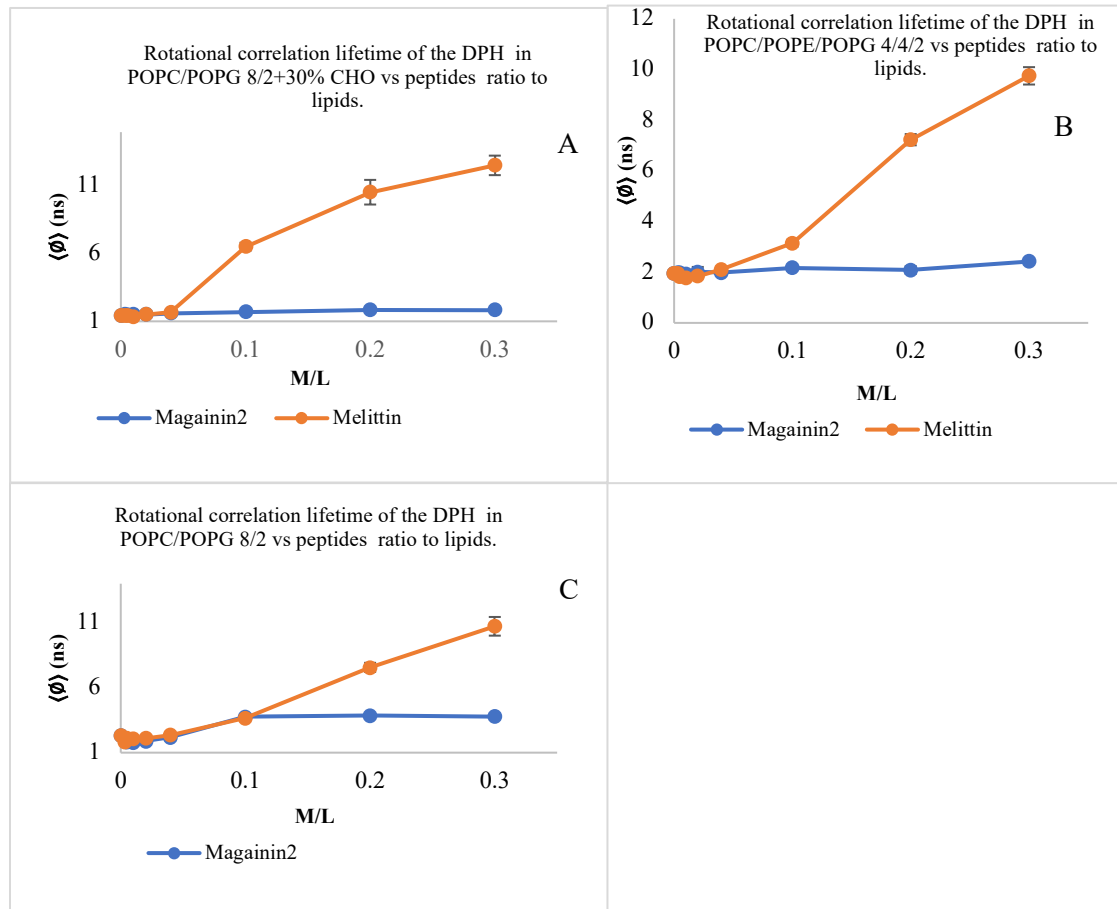 Rotational correlation lifetime of the DPH in
POPC/POPG 8/2+30% CHO vs peptides ratio to
lipids.
A
11
6
1
⟨Ø⟩ (ns)
0 0.1 0.2 0.3
M/L
Magainin2 Melittin
Rotational correlation lifetime of the DPH in
POPC/POPE/POPG 4/4/2 vs peptides ratio to
lipids.
B
12
10
8
6
4
2
0
⟨Ø⟩ (ns)
0 0.1 0.2 0.3
M/L
Magainin2 Melittin
Rotational correlation lifetime of the DPH in
POPC/POPG 8/2 vs peptides ratio to lipids.
C
11
6
1
⟨Ø⟩ (ns)
0 0.1 0.2 0.3
M/L
Magainin2